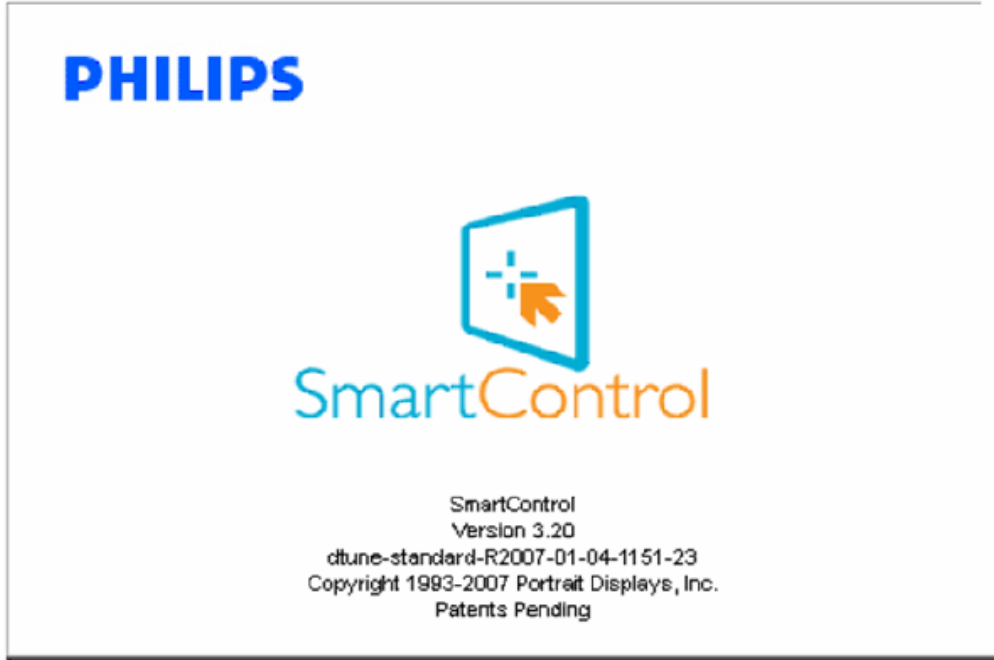 PHILIPS
SmartControl
SmartControl
Version 3.20
dtune-standard-R2007-01-04-1151-23
Copyright 1993-2007 Portrait Displays, Inc.
Patents Pending